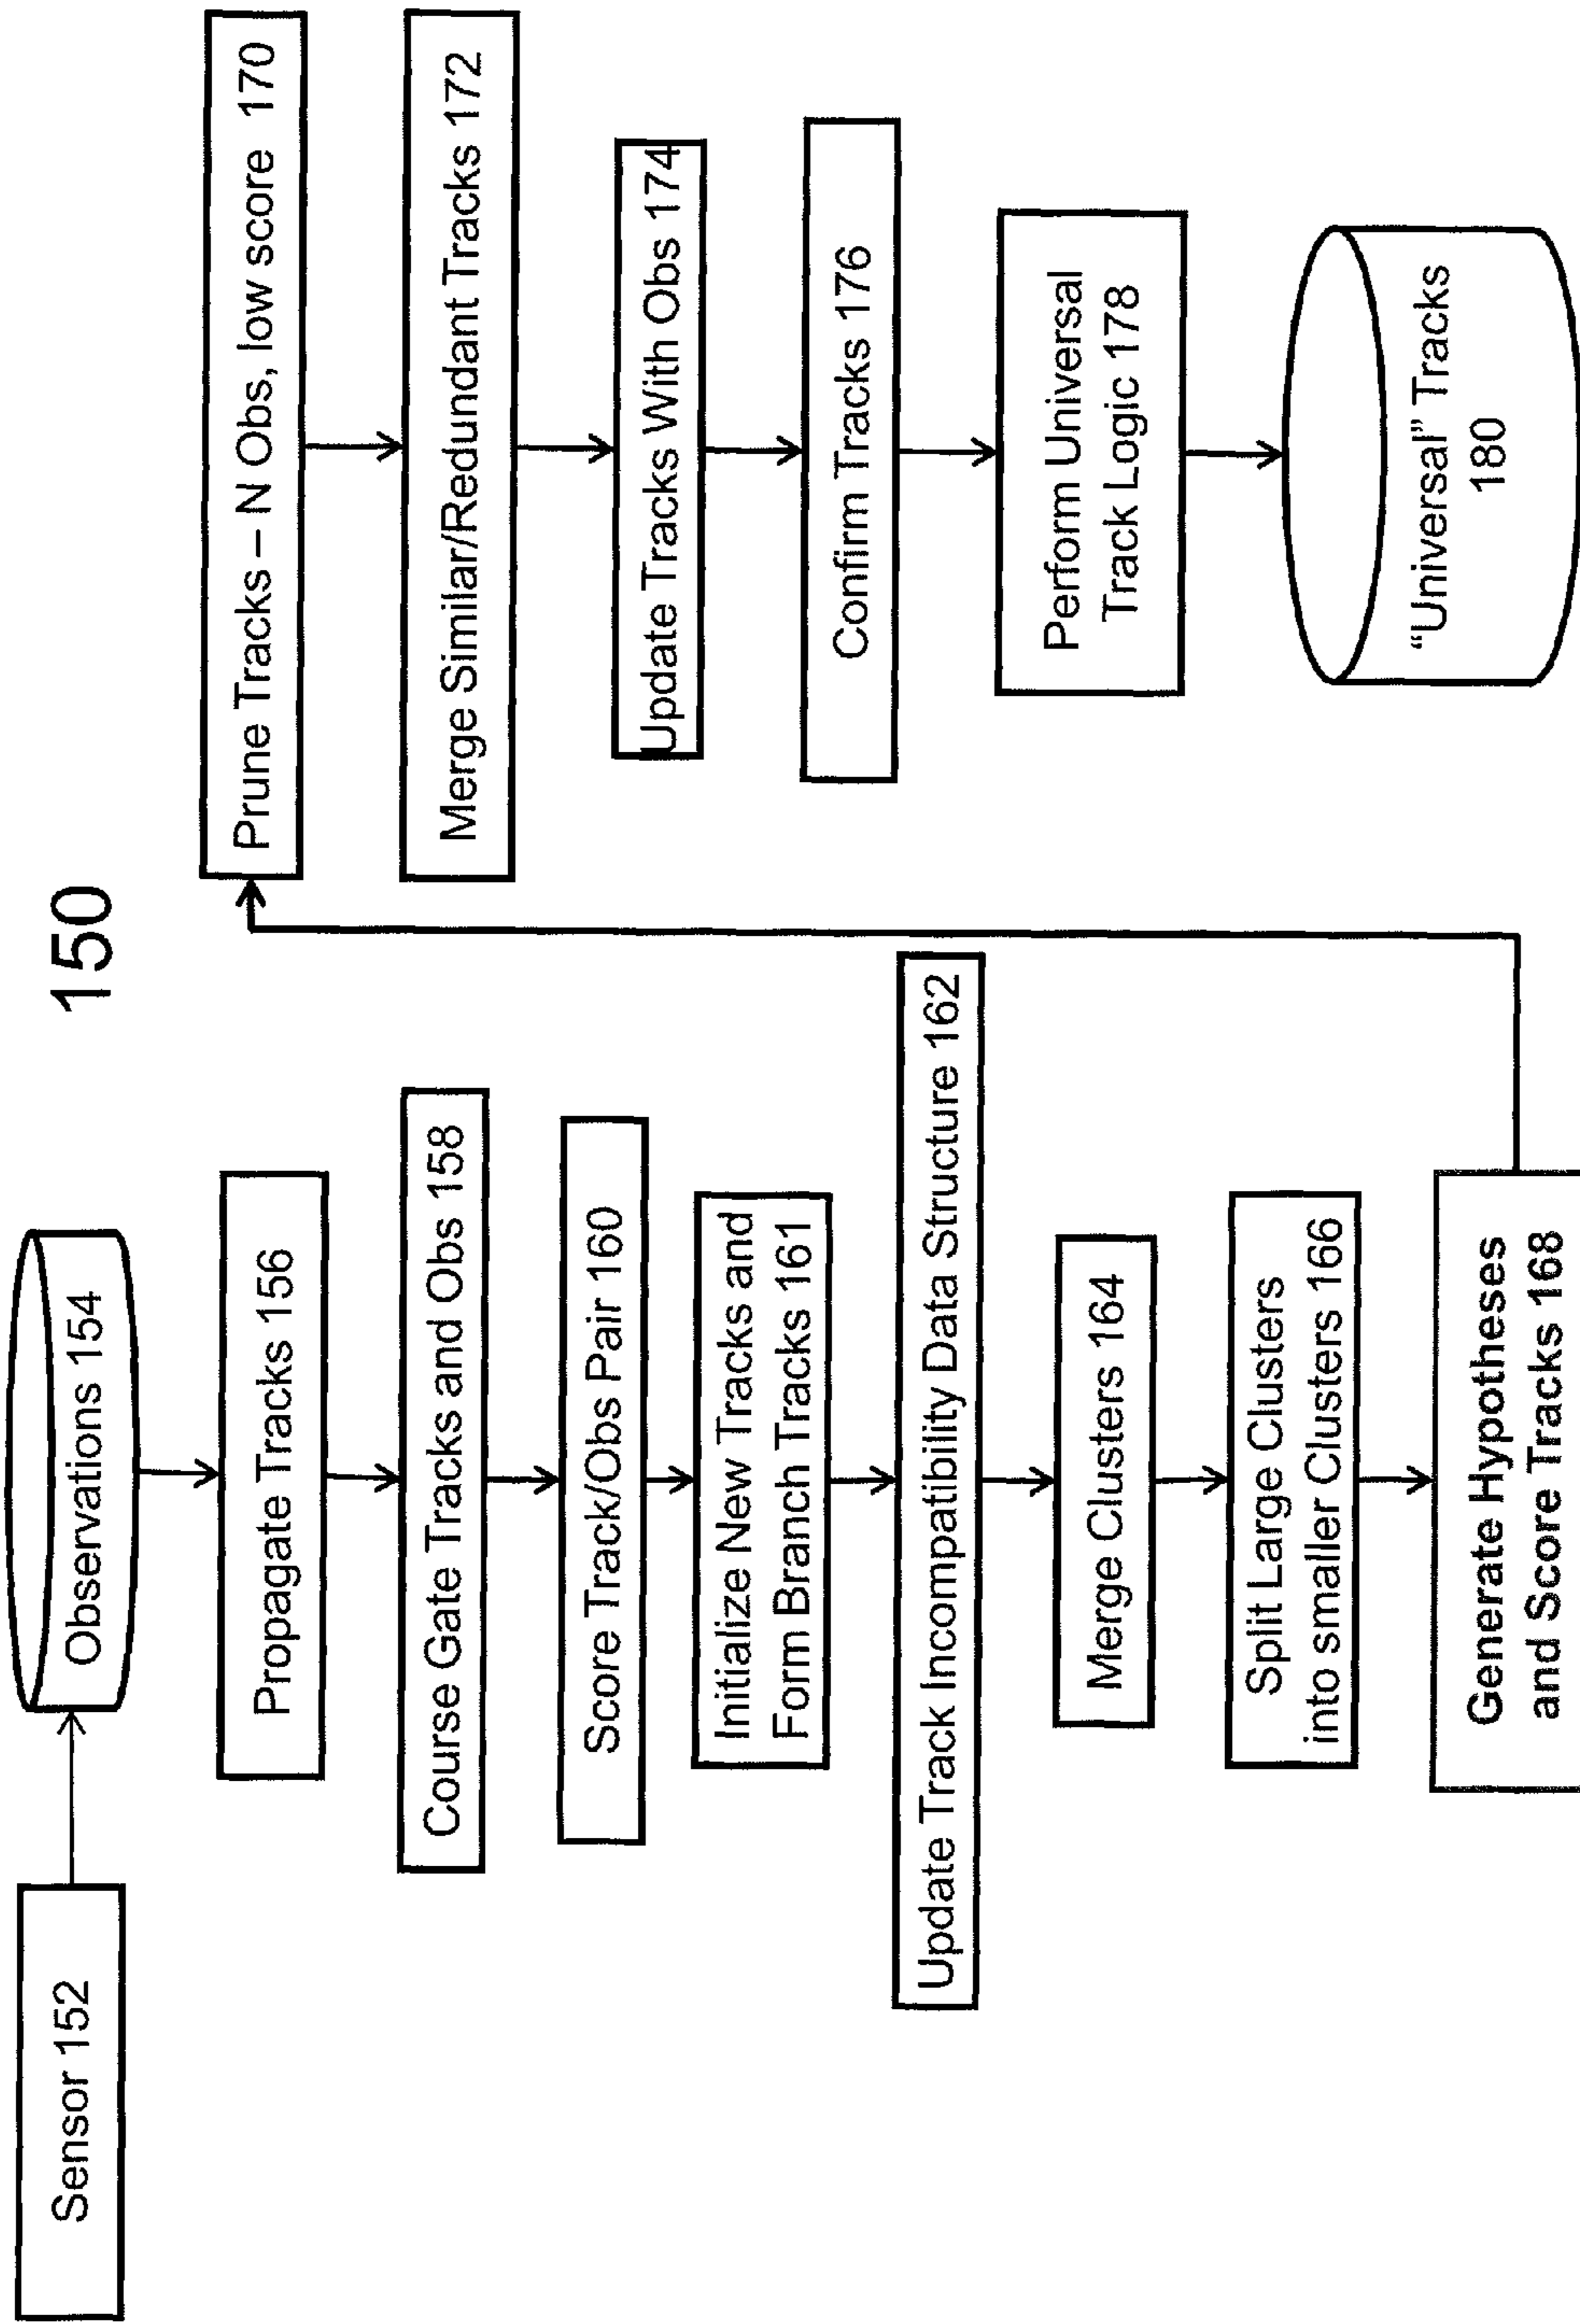 150
Sensor 152
Observations 154
Propagate Tracks 156
Course Gate Tracks and Obs 158
Score Track/Obs Pair 160
Initialize New Tracks and
Form Branch Tracks 161
Update Track Incompatibility Data Structure 162
Merge Clusters 164
Split Large Clusters
into smaller Clusters 166
Generate Hypotheses
and Score Tracks 168
Prune Tracks – N Obs, low score 170
Merge Similar/Redundant Tracks 172
Update Tracks With Obs 174
Confirm Tracks 176
Perform Universal
Track Logic 178
“Universal” Tracks
180